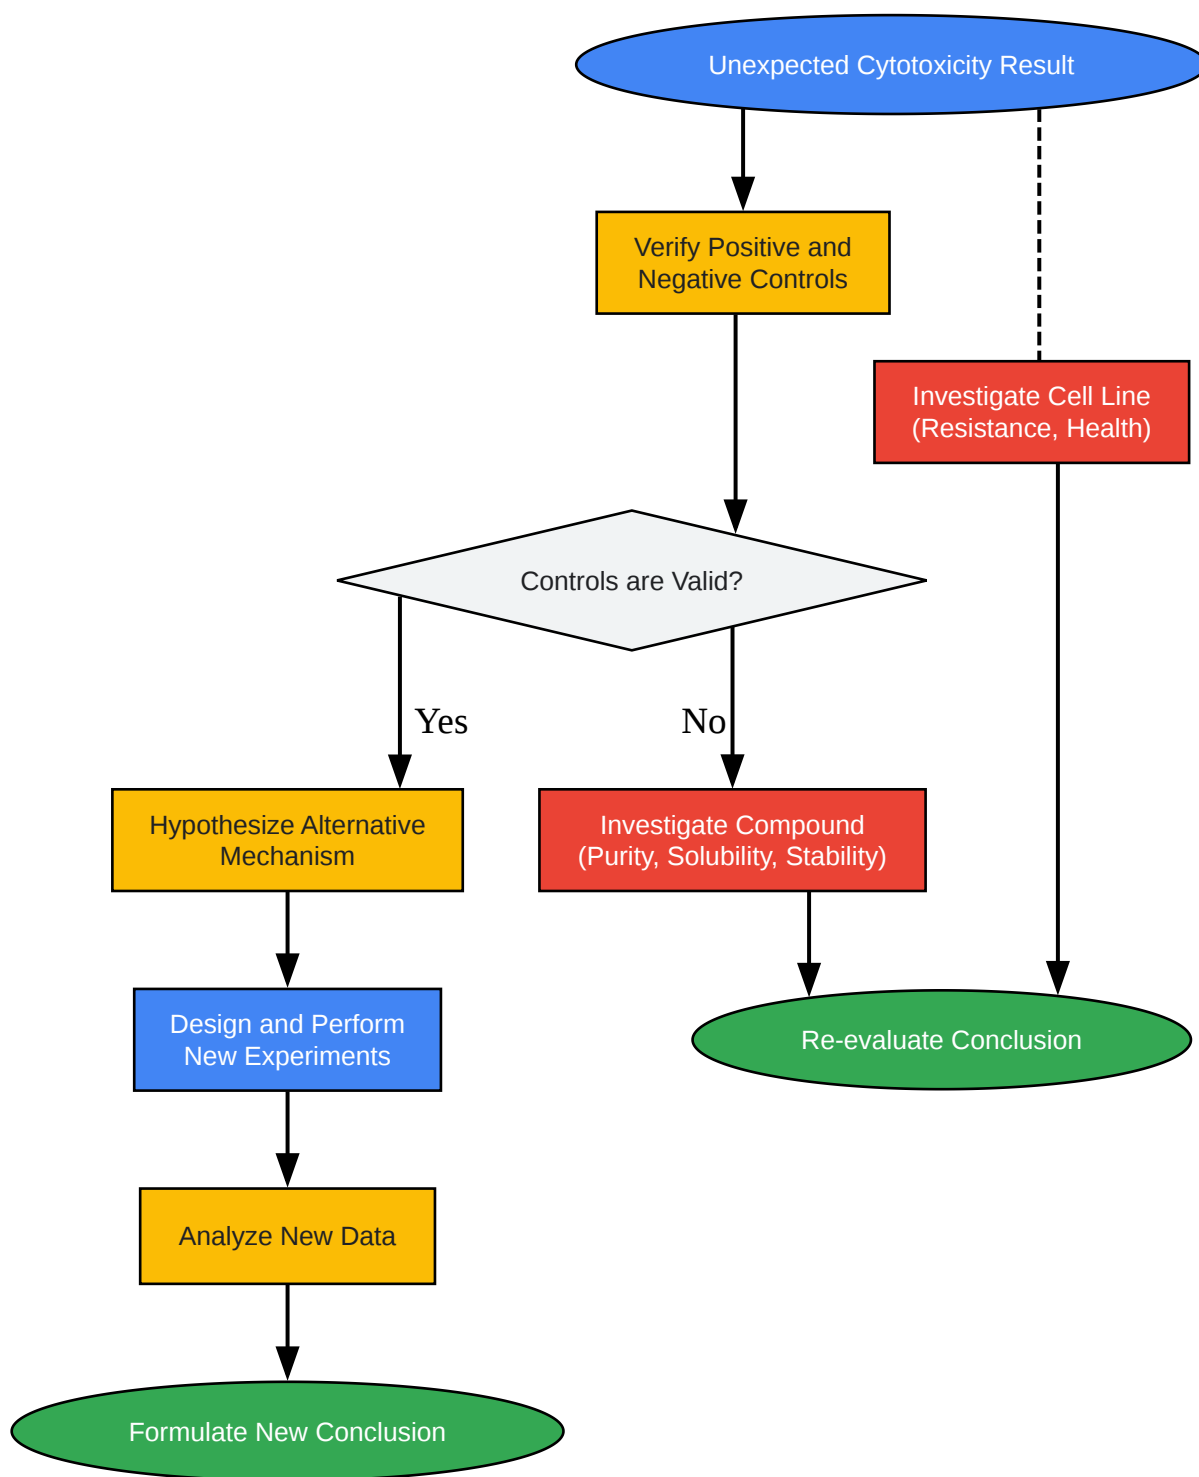 Unexpected Cytotoxicity Result
Verify Positive and
Negative Controls
Investigate Cell Line
(Resistance, Health)
Controls are Valid?
Yes
No
Hypothesize Alternative
Mechanism
Investigate Compound
(Purity, Solubility, Stability)
Design and Perform
New Experiments
Re-evaluate Conclusion
Analyze New Data
Formulate New Conclusion